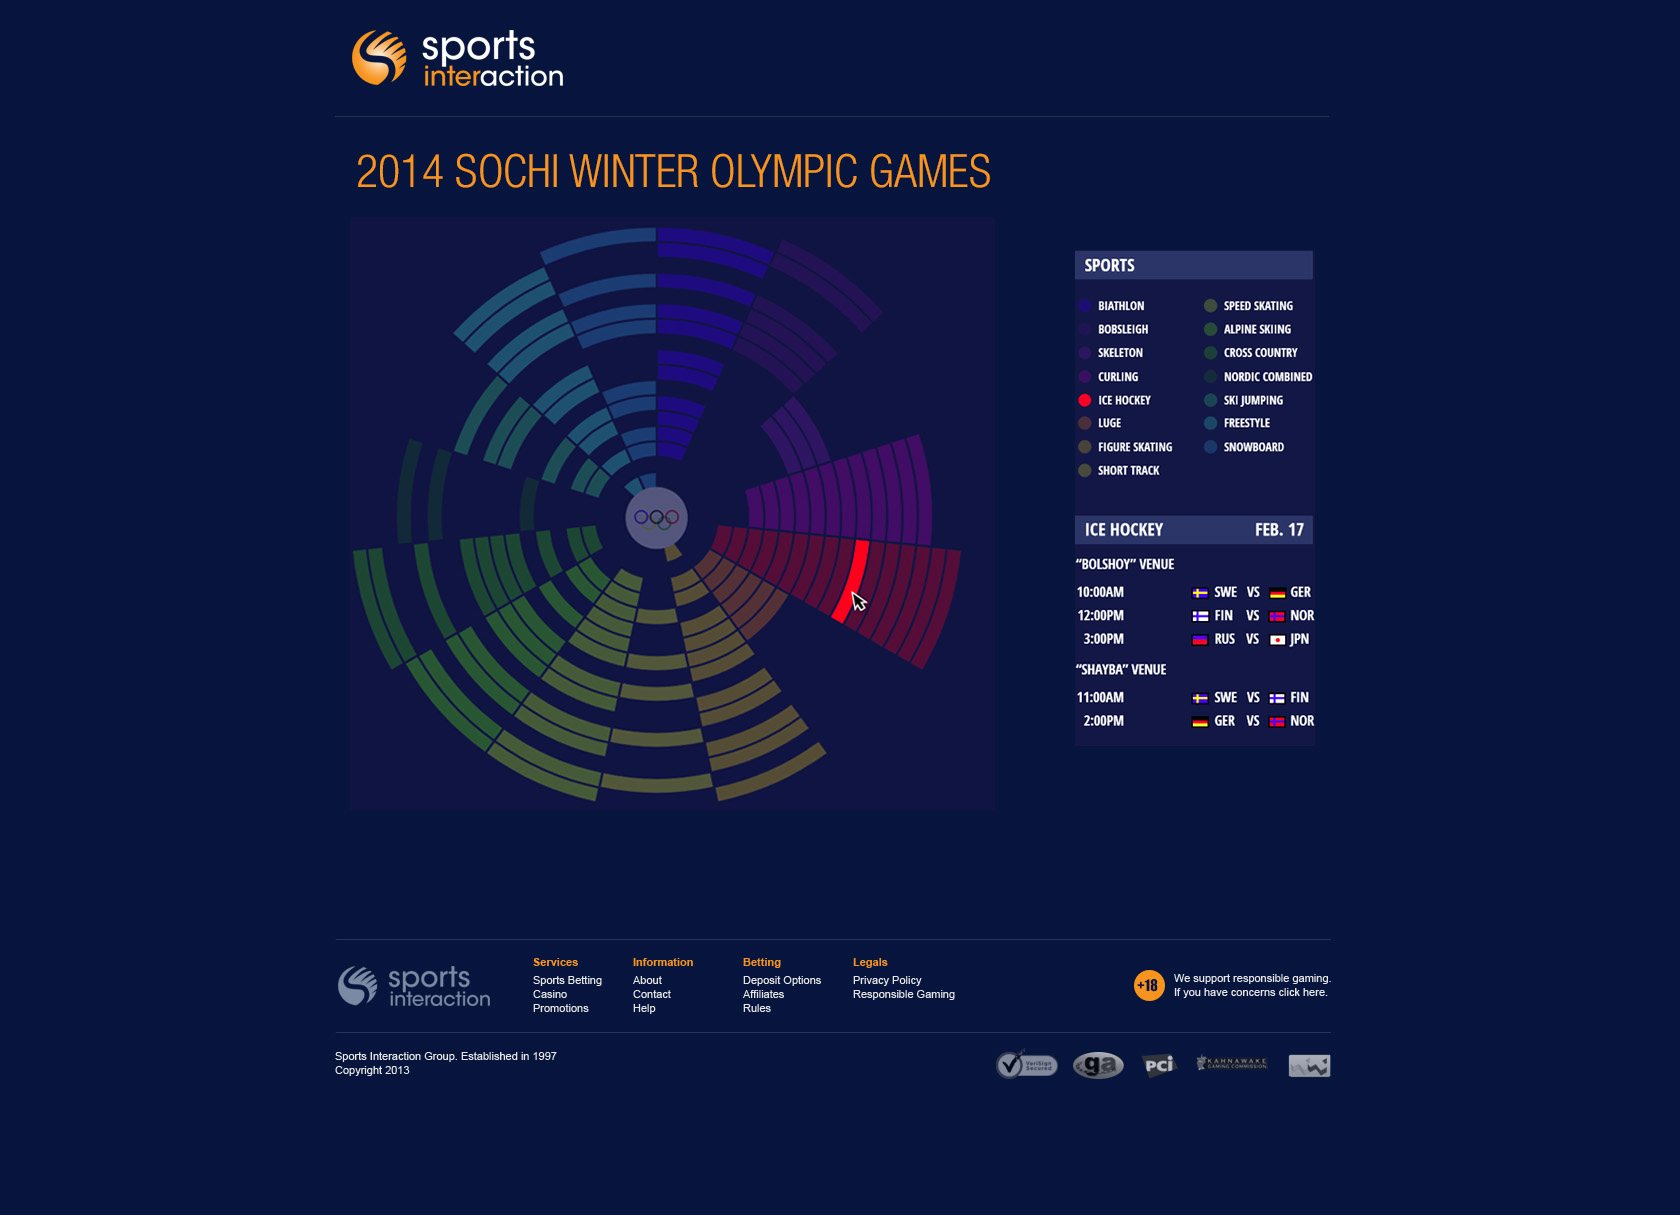 sports
interaction
2014 SOCHI WINTER OLYMPIC GAMES
SPORTS
BIATHLON
BOBSLEIGH
SKELETON
CURLING
ICE HOCKEY
LUGE
FIGURE SKATING
SHORT TRACK
SPEED SKATING
ALPINE SKIING
CROSS COUNTRY
NORDIC COMBINED
SKI JUMPING
FREESTYLE
SNOWBOARD
ICE HOCKEY FEB. 17
“BOLSHOY” VENUE
10:00AM SWE VS GER
12:00PM FIN VS NOR
3:00PM RUS VS JPN
“SHAYBA” VENUE
11:00AM SWE VS FIN
2:00PM GER VS NOR
sports
interaction
Services
Sports Betting
Casino
Promotions
Information
About
Contact
Help
Betting
Deposit Options
Affiliates
Rules
Legals
Privacy Policy
Responsible Gaming
+18
We support responsible gaming.
If you have concerns click here.
Sports Interaction Group. Established in 1997
Copyright 2013
VeriSign
Secured
ga
PCi
KAHNAWAKE
GAMING COMMISSION